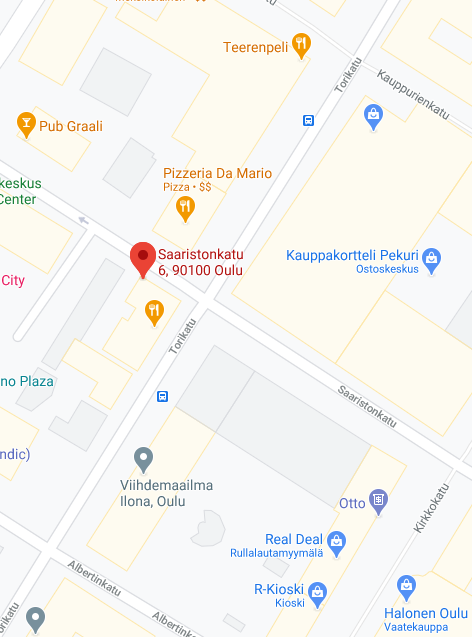 Teerenpeli
Torikatu
Kauppurienkatu
Pub Graali
Pizzeria Da Mario
Pizza • $$
keskus
Center
Saaristonkatu
6, 90100 Oulu
Kauppakortteli Pekuri
Ostoskeskus
City
Torikatu
no Plaza
Saaristonkatu
ndic)
Viihdemaailma
Ilona, Oulu
Otto
Kirkkokatu
Real Deal
Rullalautamyymälä
Albertinkatu
R-Kioski
Kioski
Halonen Oulu
Vaatekauppa
Albertinkatu
rikatu